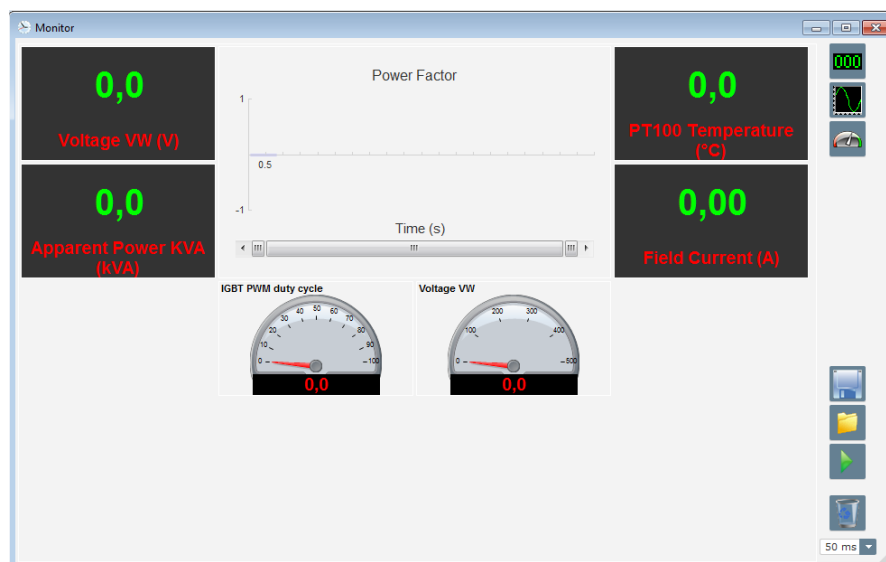 Monitor
0,0
Voltage VW (V)
0,0
Apparent Power KVA
(kVA)
Power Factor
1
0.5
-1
Time (s)
0,0
PT100 Temperature
(°C)
0,00
Field Current (A)
000
IGBT PWM duty cycle
0
10
20
30
40
50
60
70
80
90
100
0,0
Voltage VW
0
100
200
300
400
500
0,0
50 ms